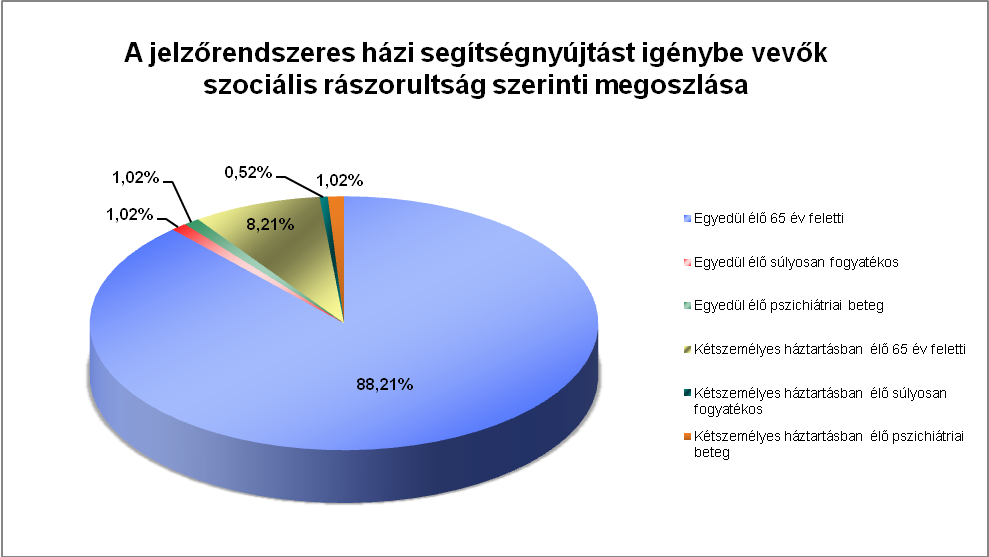 A jelzőrendszeres házi segítségnyújtást igénybe vevők
szociális rászorultság szerinti megoszlása
1,02%
1,02%
0,52%
1,02%
8,21%
88,21%
Egyedül élő 65 év feletti
Egyedül élő súlyosan fogyatékos
Egyedül élő pszichiátriai beteg
Kétszemélyes háztartásban élő 65 év feletti
Kétszemélyes háztartásban élő súlyosan
fogyatékos
Kétszemélyes háztartásban élő pszichiátriai
beteg